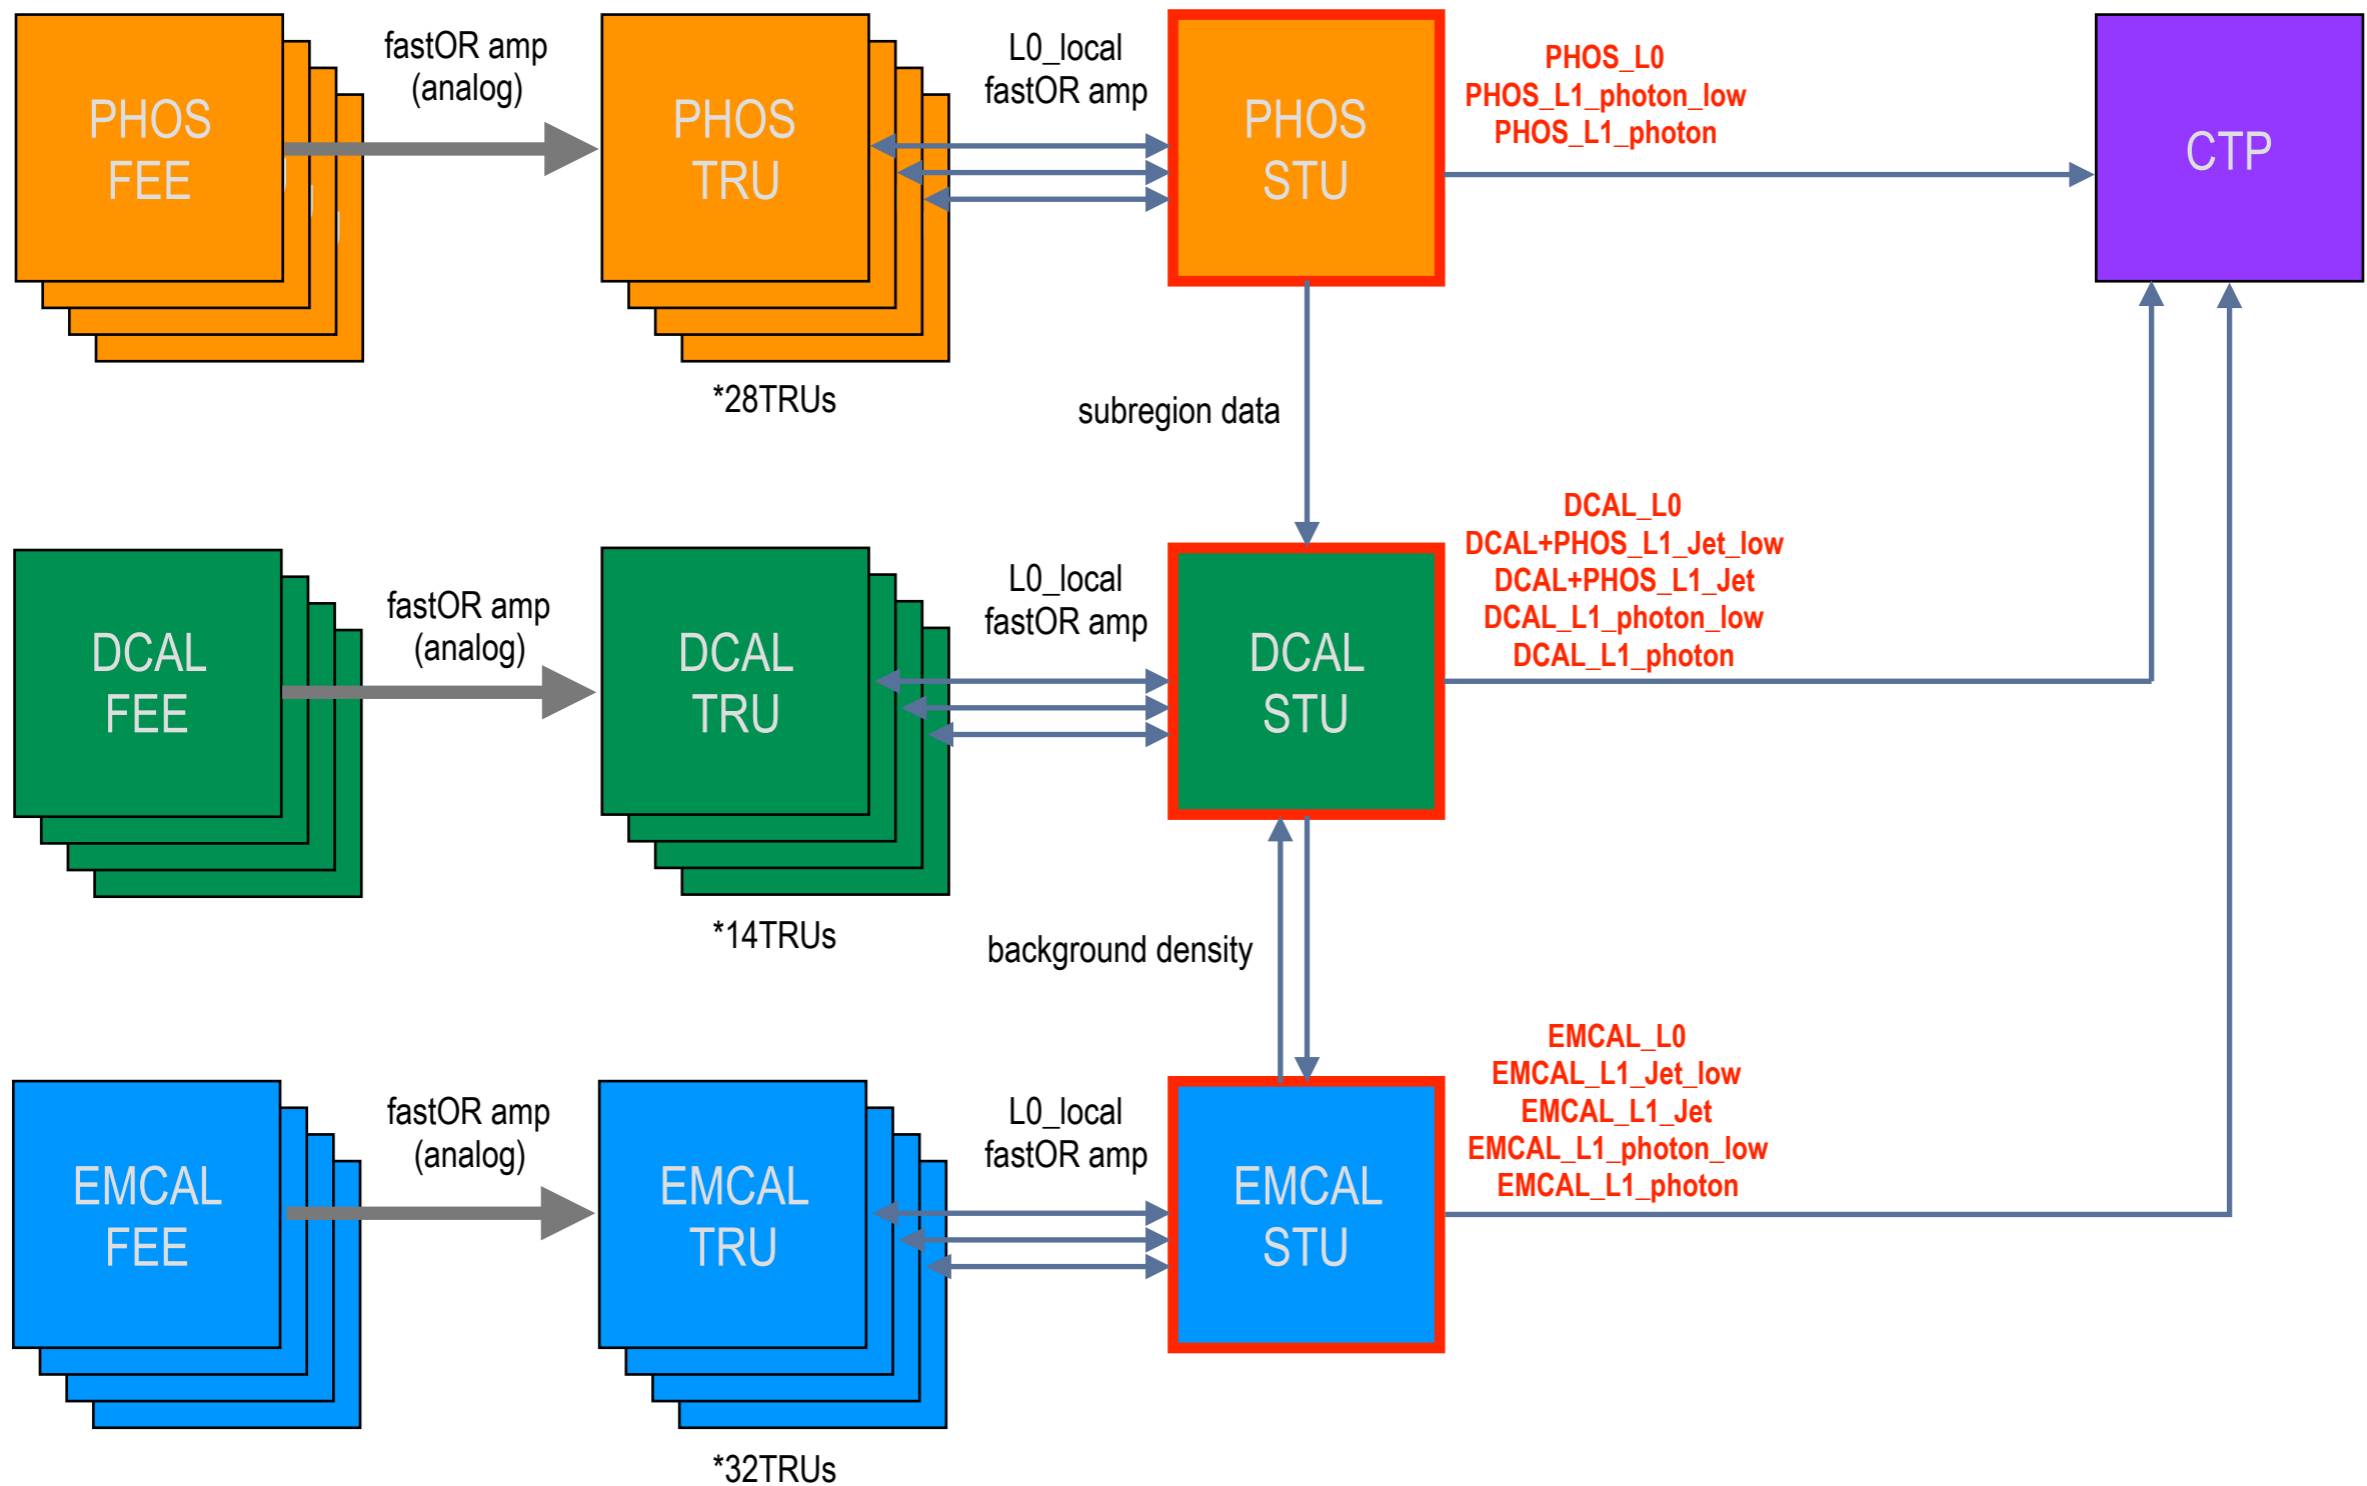 fastOR amp
(analog)
PHOS
FEE
PHOS
TRU
*28TRUs
L0_local
fastOR amp
PHOS
STU
PHOS_L0
PHOS_L1_photon_low
PHOS_L1_photon
CTP
subregion data
fastOR amp
(analog)
DCAL
FEE
DCAL
TRU
*14TRUs
L0_local
fastOR amp
DCAL
STU
DCAL_L0
DCAL+PHOS_L1_Jet_low
DCAL+PHOS_L1_Jet
DCAL_L1_photon_low
DCAL_L1_photon
background density
fastOR amp
(analog)
EMCAL
FEE
EMCAL
TRU
*32TRUs
L0_local
fastOR amp
EMCAL
STU
EMCAL_L0
EMCAL_L1_Jet_low
EMCAL_L1_Jet
EMCAL_L1_photon_low
EMCAL_L1_photon